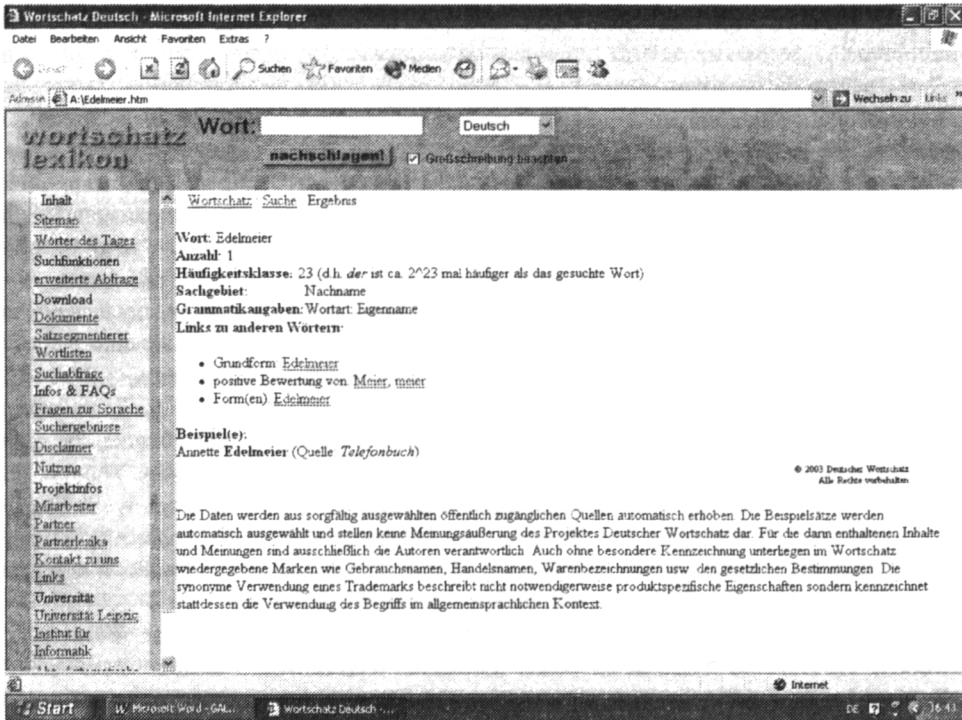 Wortschatz Deutsch - Microsoft Internet Explorer
Datei Bearbeiten Ansicht Favoriten Extras ?
Suchen Favoriten Medien
Adresse A:\Edelmeier.htm Wechseln zu Links »
wortschatz
lexikon
Wort: Deutsch
nachschlagen! Großschreibung beachten
Inhalt
Sitemap
Wörter des Tages
Suchfunktionen
erweiterte Abfrage
Download
Dokumente
Satzsegmentierer
Wortlisten
Suchabfrage
Infos & FAQs
Fragen zur Sprache
Suchergebnisse
Disclaimer
Nutzung
Projektinfos
Mitarbeiter
Partner
Partnerlexika
Kontakt zu uns
Links
Universität
Universität Leipzig
Institut für
Informatik
Wortschatz Suche Ergebnis
Wort: Edelmeier
Anzahl: 1
Häufigkeitsklasse: 23 (d.h. der ist ca. 2^23 mal häufiger als das gesuchte Wort)
Sachgebiet: Nachname
Grammatikangaben: Wortart: Eigenname
Links zu anderen Wörtern:
• Grundform: Edelmeier
• positive Bewertung von: Meier, meier
• Form(en): Edelmeier
Beispiel(e):
Annette Edelmeier (Quelle: Telefonbuch)
© 2003 Deutscher Wortschatz
Alle Rechte vorbehalten
Die Daten werden aus sorgfältig ausgewählten öffentlich zugänglichen Quellen automatisch erhoben. Die Beispielsätze werden
automatisch ausgewählt und stellen keine Meinungsäußerung des Projektes Deutscher Wortschatz dar. Für die darin enthaltenen Inhalte
und Meinungen sind ausschließlich die Autoren verantwortlich. Auch ohne besondere Kennzeichnung unterliegen im Wortschatz
wiedergegebene Marken wie Gebrauchsnamen, Handelsnamen, Warenbezeichnungen usw. den gesetzlichen Bestimmungen. Die
synonyme Verwendung eines Trademarks beschreibt nicht notwendigerweise produktspezifische Eigenschaften sondern kennzeichnet
stattdessen die Verwendung des Begriffs im allgemeinsprachlichen Kontext.
Internet
Start Microsoft Word - GAL... Wortschatz Deutsch -... DE 16:43